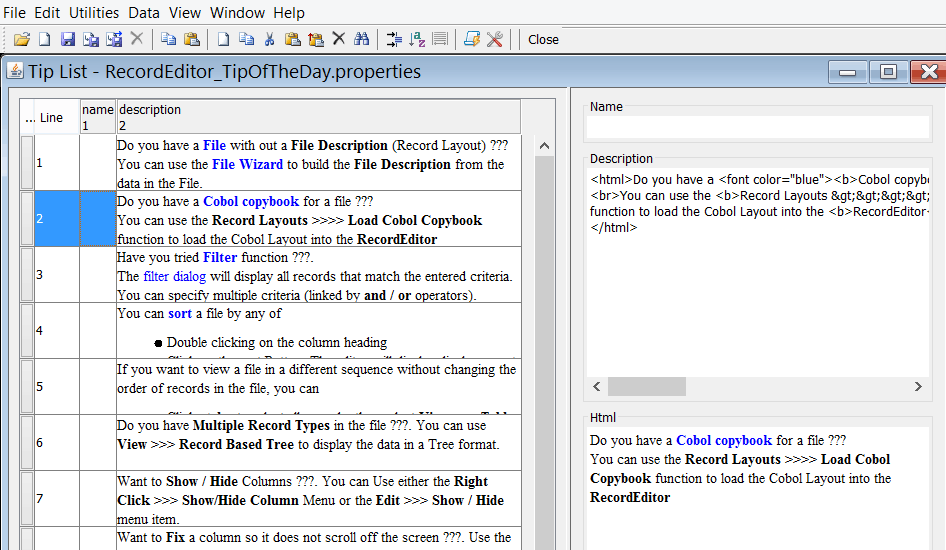 File Edit Utilities Data View Window Help
Close
Tip List - RecordEditor_TipOfTheDay.properties
... Line name description
1 2
1
Do you have a File with out a File Description (Record Layout) ???
You can use the File Wizard to build the File Description from the
data in the File.
2
Do you have a Cobol copybook for a file ???
You can use the Record Layouts >>>> Load Cobol Copybook
function to load the Cobol Layout into the RecordEditor
3
Have you tried Filter function ???.
The filter dialog will display all records that match the entered criteria.
You can specify multiple criteria (linked by and / or operators).
4
You can sort a file by any of
● Double clicking on the column heading
5
If you want to view a file in a different sequence without changing the
order of records in the file, you can
6
Do you have Multiple Record Types in the file ???. You can use
View >>> Record Based Tree to display the data in a Tree format.
7
Want to Show / Hide Columns ???. You can Use either the Right
Click >>> Show/Hide Column Menu or the Edit >>> Show / Hide
menu item.
Want to Fix a column so it does not scroll off the screen ???. Use the
Name
Description
<html>Do you have a <font color="blue"><b>Cobol copyb
<br>You can use the <b>Record Layouts &gt;&gt;&gt;&gt;
function to load the Cobol Layout into the <b>RecordEditor
</html>
Html
Do you have a Cobol copybook for a file ???
You can use the Record Layouts >>>> Load Cobol
Copybook function to load the Cobol Layout into the
RecordEditor